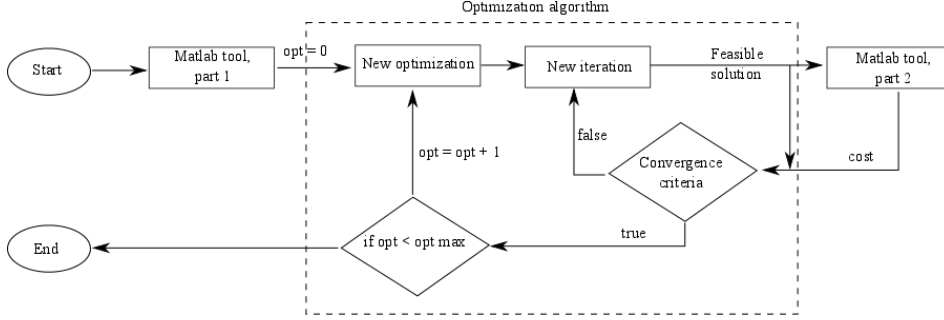 Optimization algorithm
Start
Matlab tool,
part 1
opt = 0
New optimization
New iteration
Feasible
solution
Matlab tool,
part 2
false
opt = opt + 1
Convergence
criteria
cost
true
End
if opt < opt max